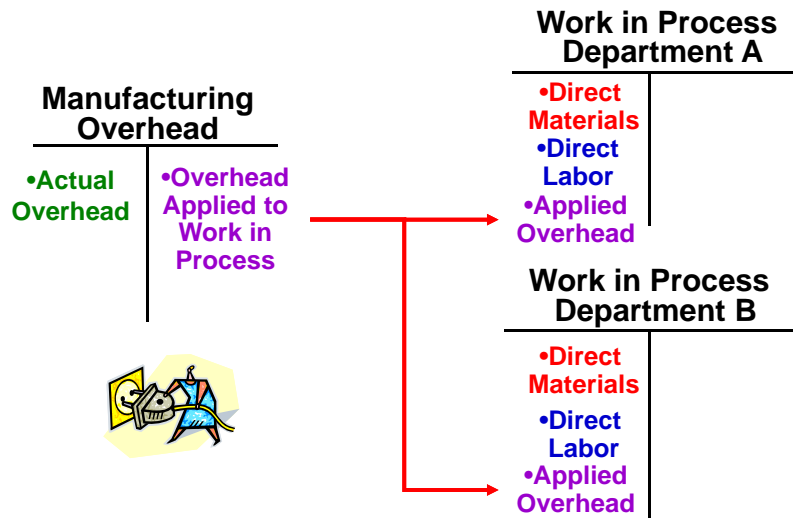 Manufacturing
Overhead
•Actual
Overhead
•Overhead
Applied to
Work in
Process
Work in Process
Department A
•Direct
Materials
•Direct
Labor
•Applied
Overhead
Work in Process
Department B
•Direct
Materials
•Direct
Labor
•Applied
Overhead